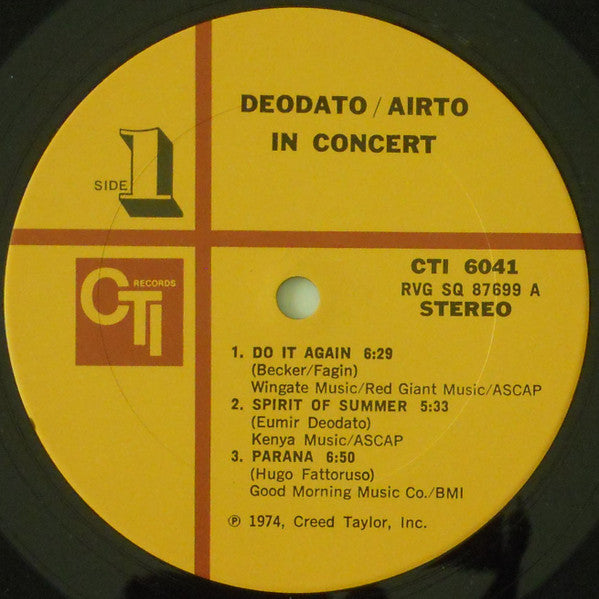 DEODATO / AIRTO
IN CONCERT
SIDE 1
CTI RECORDS
CTI 6041
RVG SQ 87699 A
STEREO
1. DO IT AGAIN 6:29
(Becker/Fagin)
Wingate Music/Red Giant Music/ASCAP
2. SPIRIT OF SUMMER 5:33
(Eumir Deodato)
Kenya Music/ASCAP
3. PARANA 6:50
(Hugo Fattoruso)
Good Morning Music Co./BMI
℗ 1974, Creed Taylor, Inc.